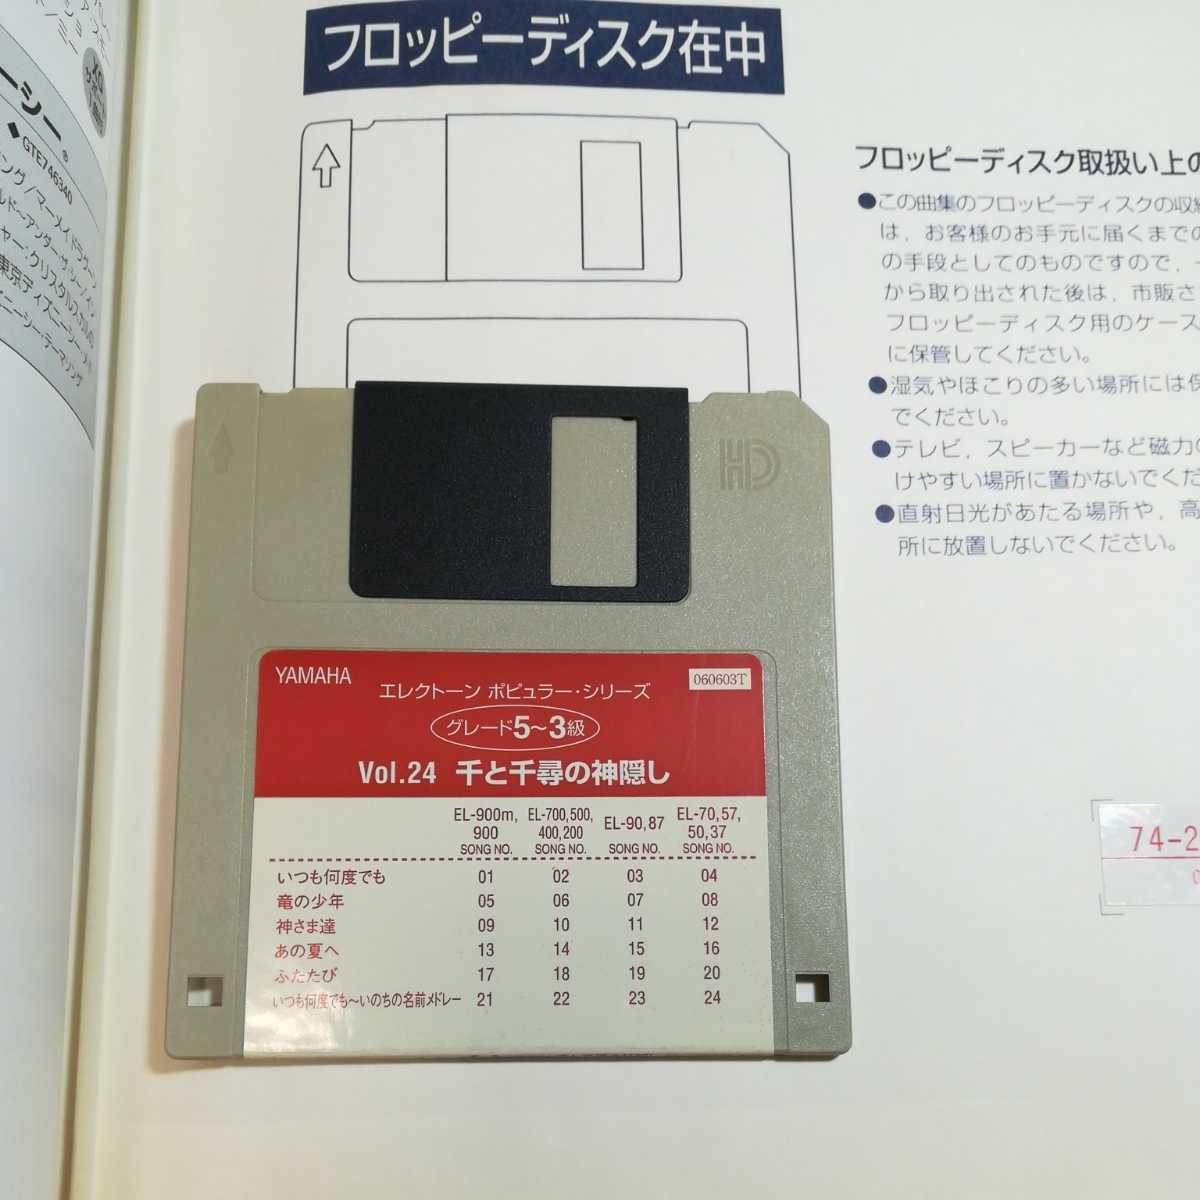 フロッピーディスク在中
フロッピーディスク取扱い上の
●この曲集のフロッピーディスクの収納
は，お客様のお手元に届くまでの
の手段としてのものですので，
から取り出された後は，市販さ
フロッピーディスク用のケース
に保管してください。
●湿気やほこりの多い場所には保
でください。
●テレビ，スピーカーなど磁力の
けやすい場所に置かないでくだ
●直射日光があたる場所や，高
所に放置しないでください。
HD
YAMAHA
エレクトーン ポピュラー・シリーズ
060603T
グレード5～3級
Vol.24 千と千尋の神隠し
EL-900m, EL-700,500, EL-90,87 EL-70,57,
900 400,200 50,37
SONG NO. SONG NO. SONG NO. SONG NO.
いつも何度でも 01 02 03 04
竜の少年 05 06 07 08
神さま達 09 10 11 12
あの夏へ 13 14 15 16
ふたたび 17 18 19 20
いつも何度でも～いのちの名前メドレー 21 22 23 24
74-2
0
ーシー®
◆GTE746340
XG